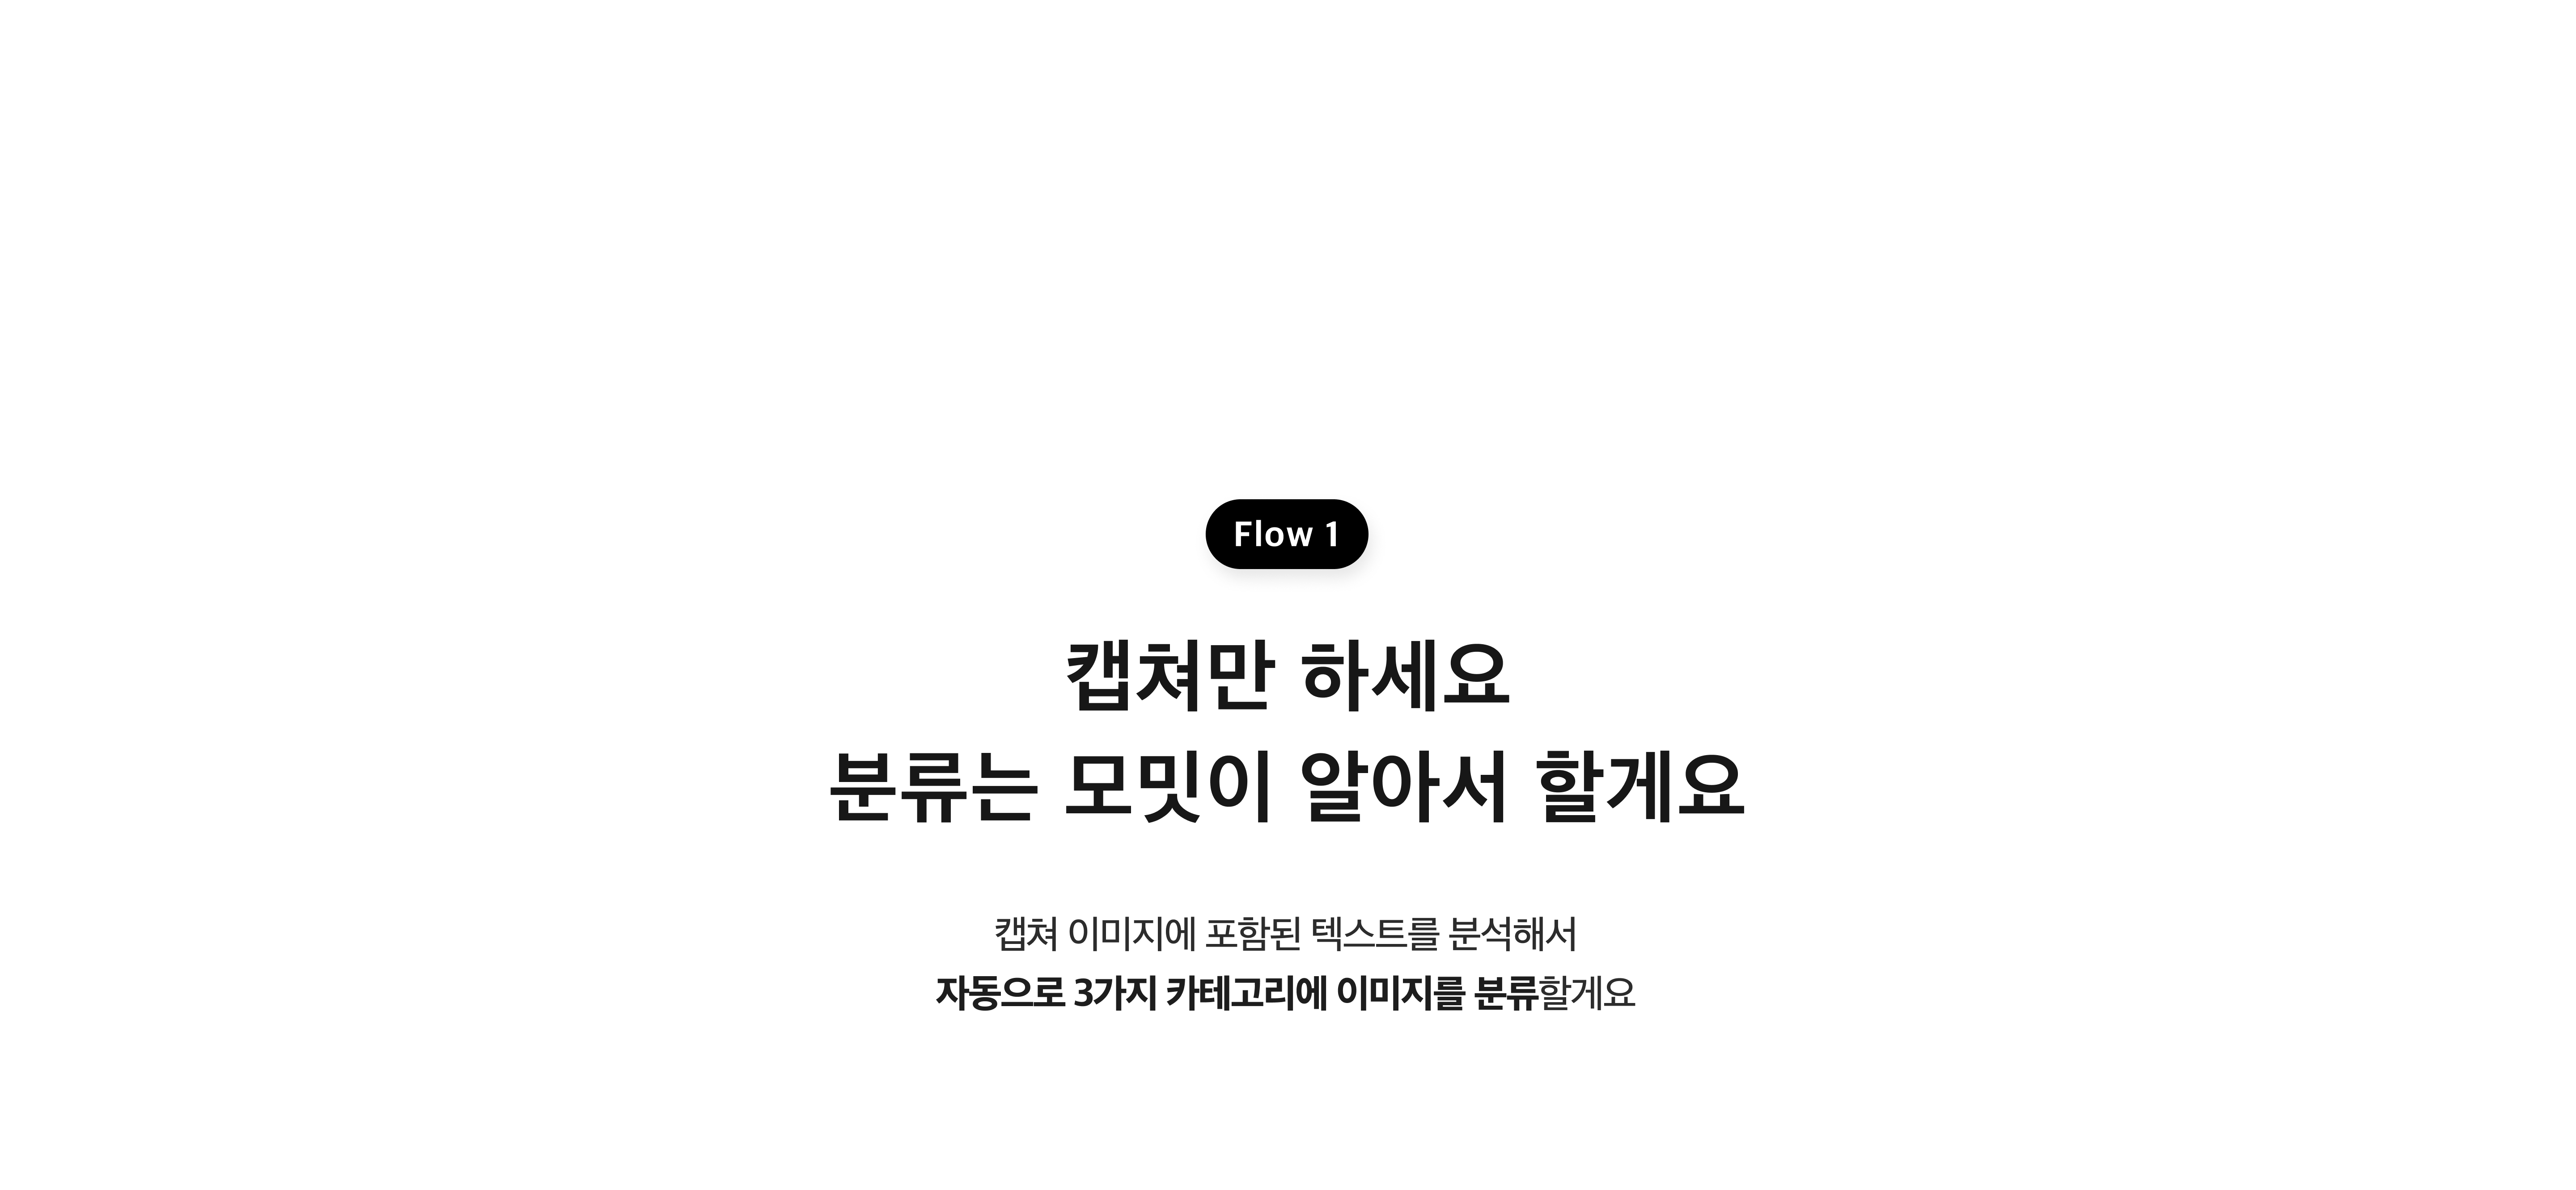 Flow 1
캡쳐만 하세요
분류는 모밋이 알아서 할게요
캡쳐 이미지에 포함된 텍스트를 분석해서
자동으로 3가지 카테고리에 이미지를 분류할게요